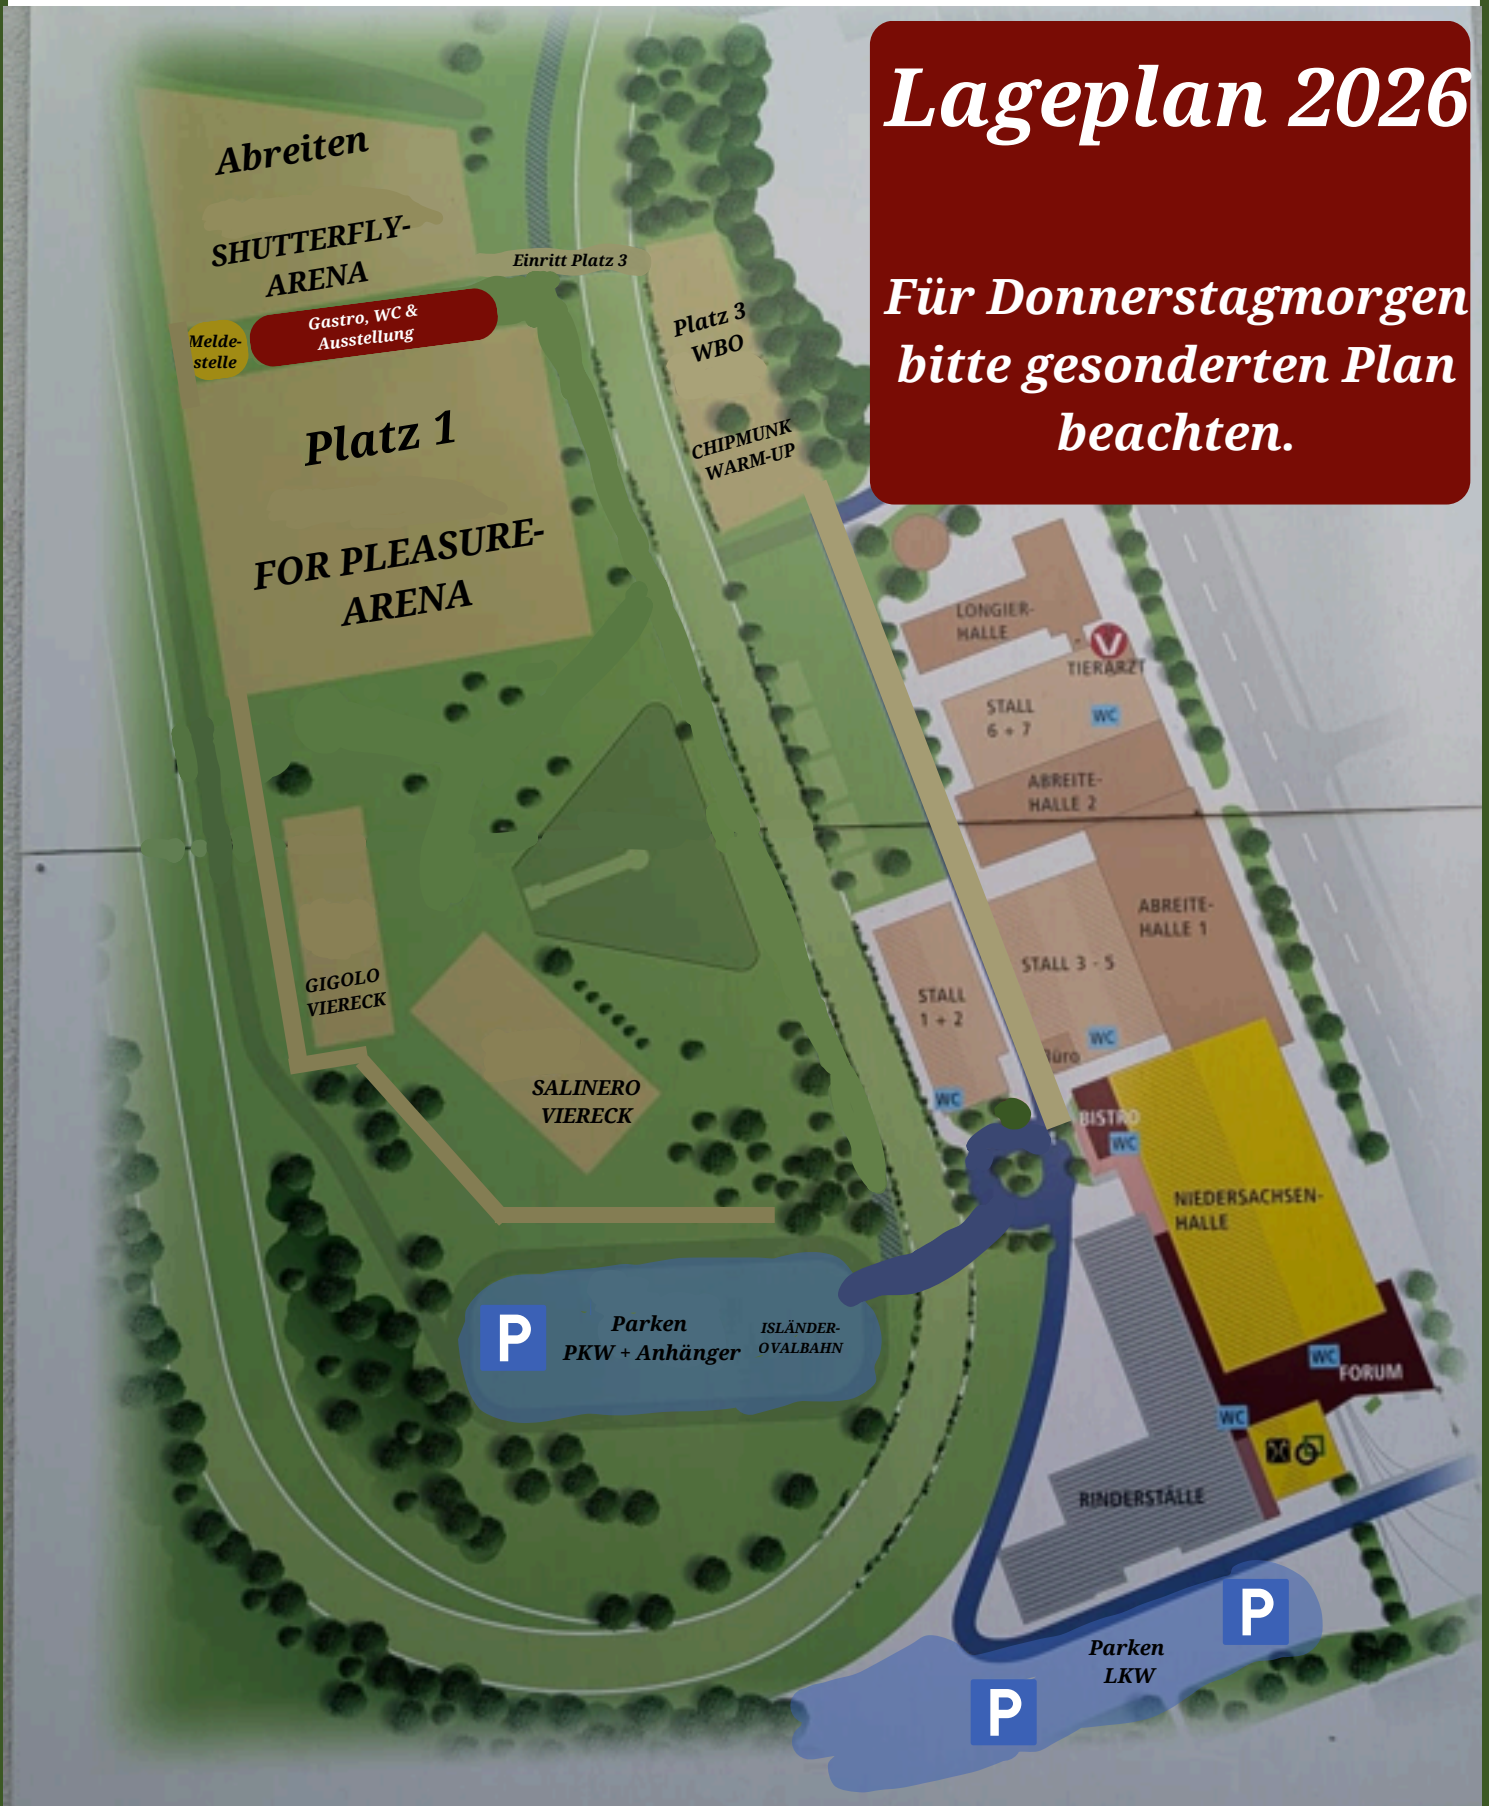 Lageplan 2026
Für Donnerstagmorgen
bitte gesonderten Plan
beachten.
Abreiten
SHUTTERFLY-
ARENA
Einritt Platz 3
Gastro, WC &
Ausstellung
Melde-
stelle
Platz 3
WBO
CHIPMUNK
WARM-UP
Platz 1
FOR PLEASURE-
ARENA
LONGIER-
HALLE
V
TIERARZT
STALL
6 + 7
WC
ABREITE-
HALLE 2
ABREITE-
HALLE 1
STALL 3 - 5
STALL
1 + 2
WC
Büro
WC
GIGOLO
VIERECK
SALINERO
VIERECK
BISTRO
WC
NIEDERSACHSEN-
HALLE
P
Parken
PKW + Anhänger
ISLÄNDER-
OVALBAHN
WC
FORUM
WC
RINDERSTÄLLE
P
Parken
LKW
P